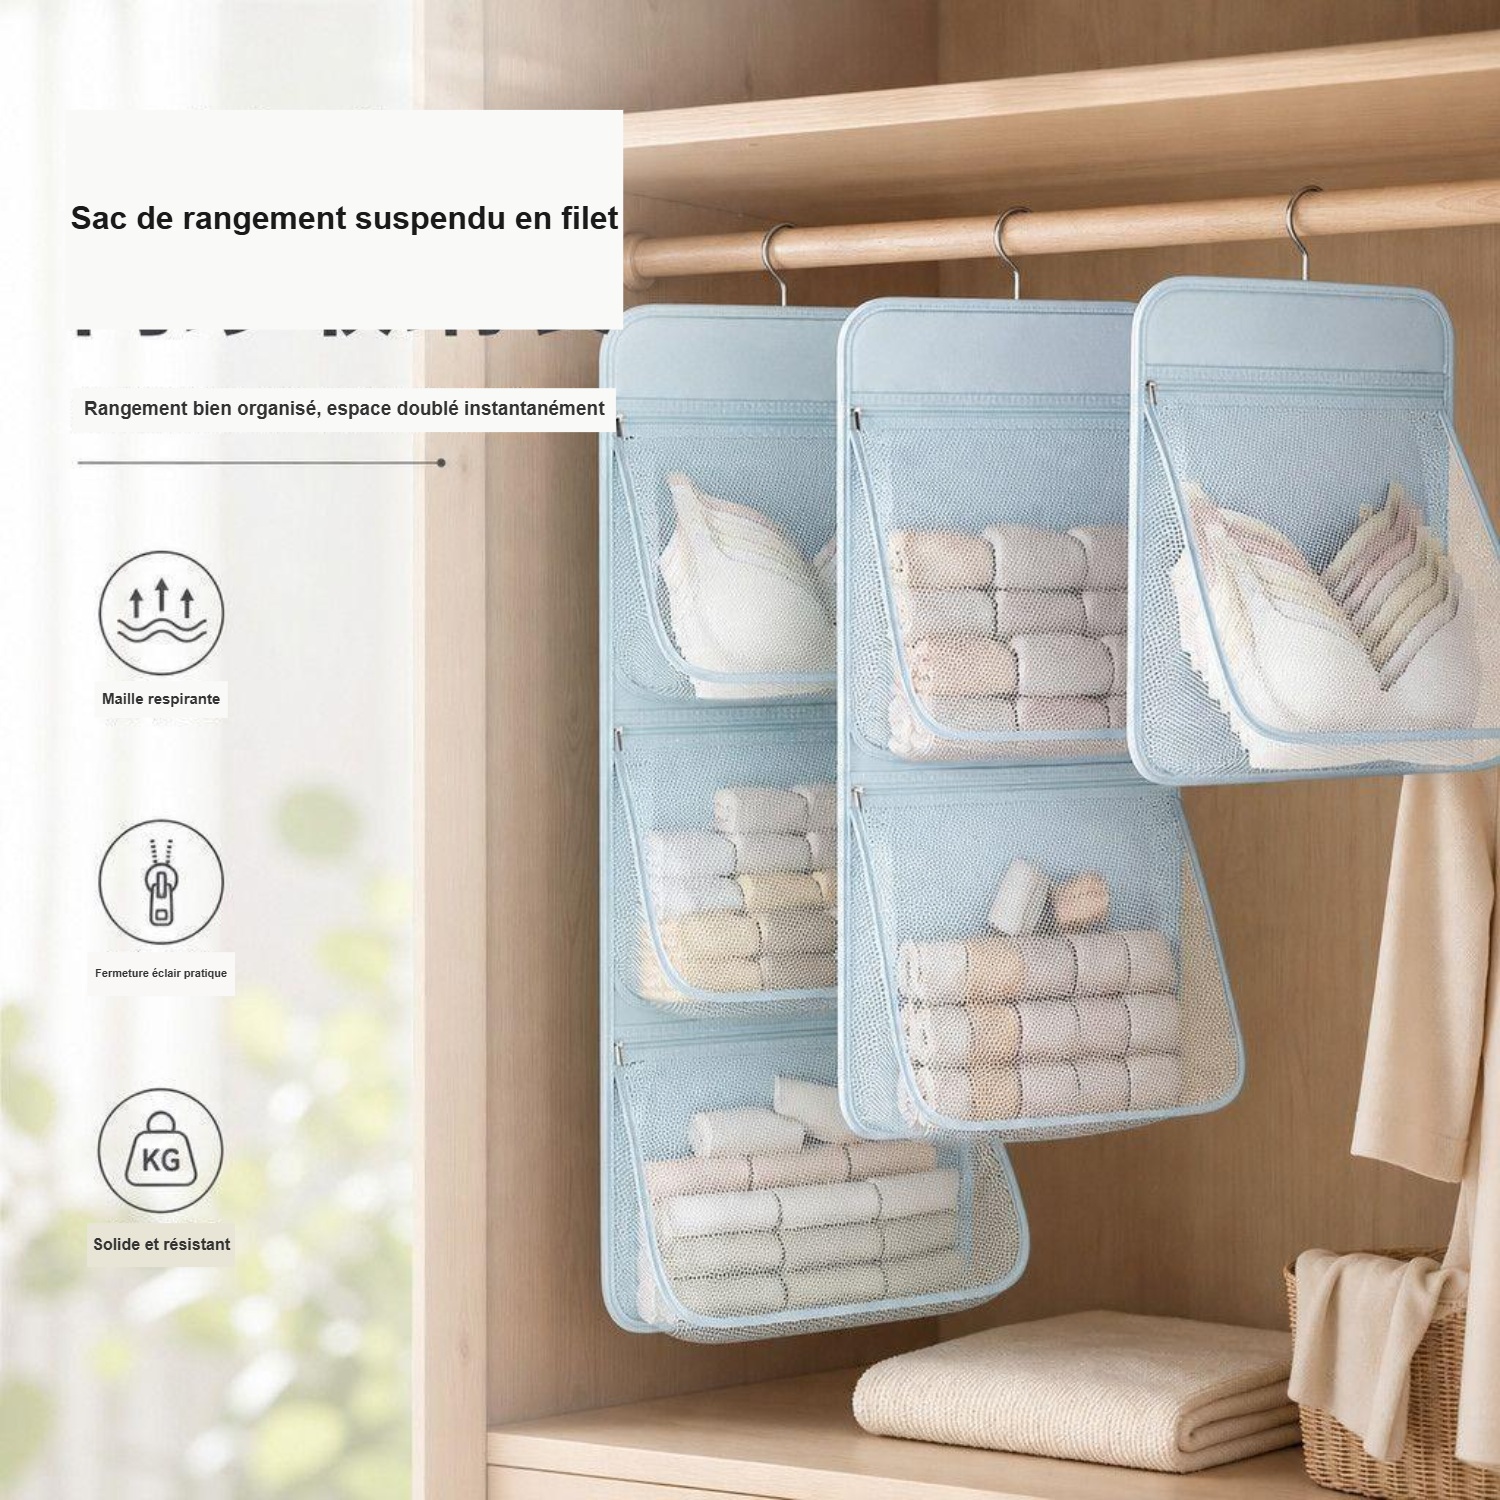 Sac de rangement suspendu en filet
Rangement bien organisé, espace doublé instantanément
Maille respirante
Fermeture éclair pratique
KG
Solide et résistant